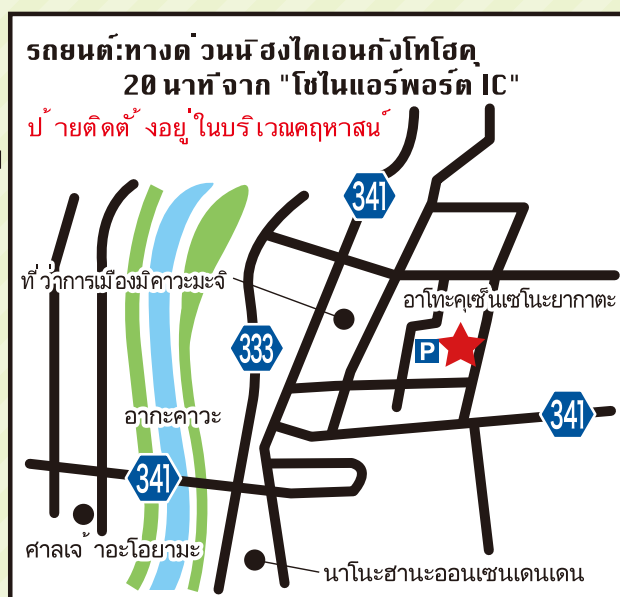 รถยนต์:ทางด่วนนิฮงไคเอนกังโทโฮคุ
20 นาทีจาก "โชไนแอร์พอร์ต IC"
ป้ายติดตั้งอยู่ในบริเวณคฤหาสน์
341
ที่ว่าการเมืองมิคาวะมะจิ
อาโทะคุเซ็นเซโนะยากาตะ
333
P
341
อากะคาวะ
341
ศาลเจ้าอะโอยามะ
นาโนะฮานะออนเซนเดนเดน